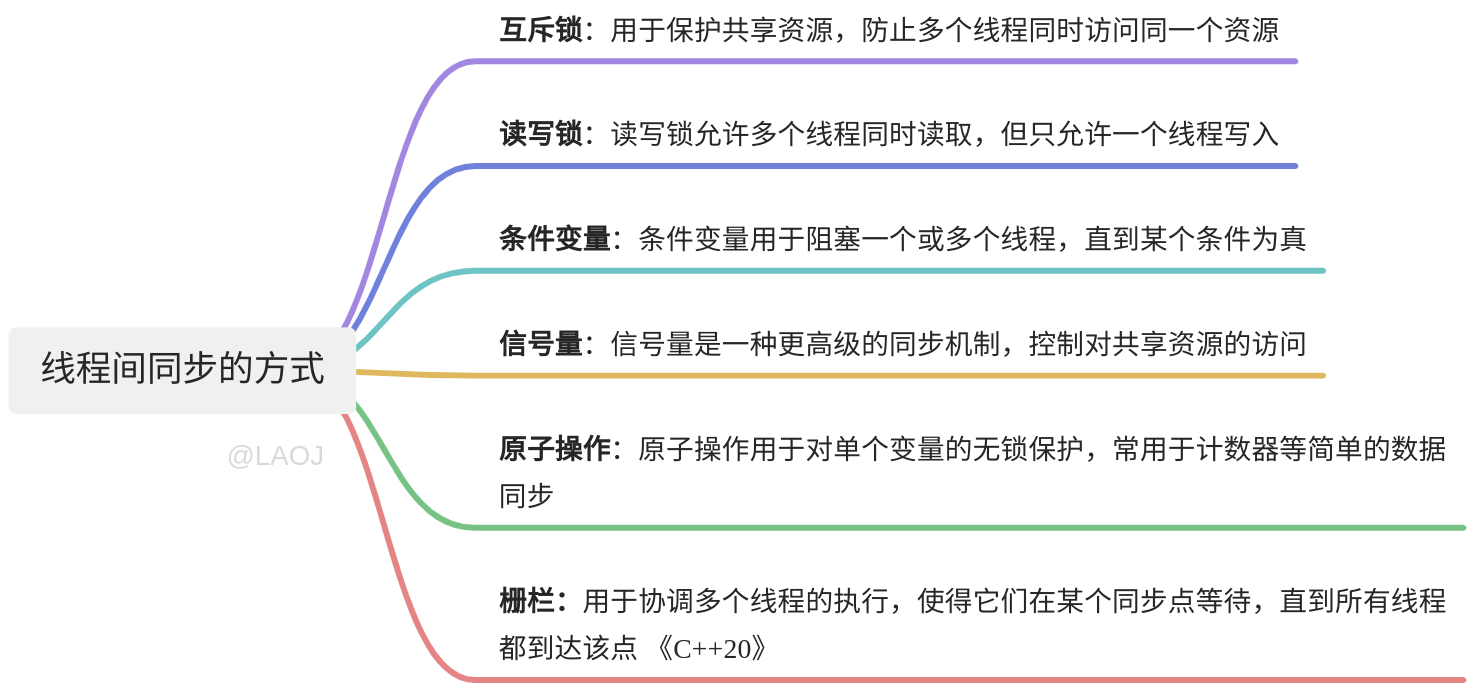 互斥锁：用于保护共享资源，防止多个线程同时访问同一个资源
读写锁：读写锁允许多个线程同时读取，但只允许一个线程写入
条件变量：条件变量用于阻塞一个或多个线程，直到某个条件为真
信号量：信号量是一种更高级的同步机制，控制对共享资源的访问
线程间同步的方式
@LAOJ
原子操作：原子操作用于对单个变量的无锁保护，常用于计数器等简单的数据
同步
栅栏：用于协调多个线程的执行，使得它们在某个同步点等待，直到所有线程
都到达该点 《C++20》